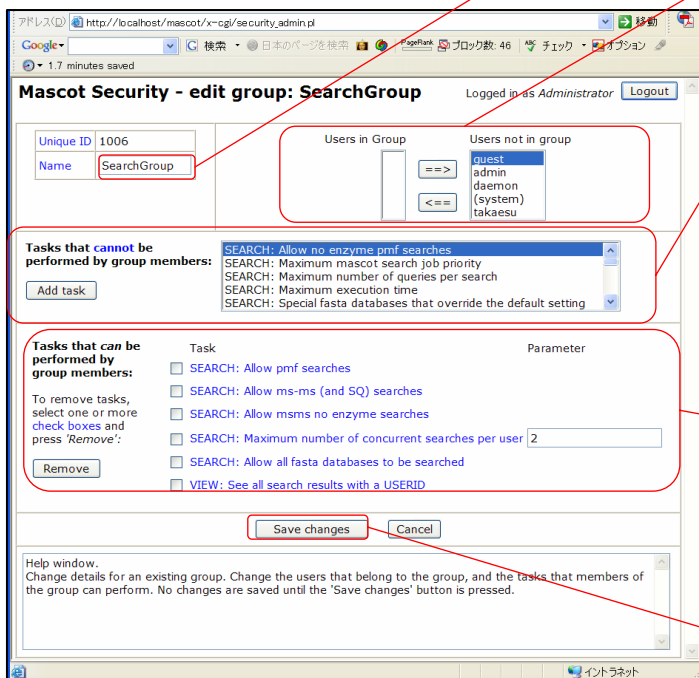 アドレス(D) http://localhost/mascot/x-cgi/security_admin.pl 移動
Google 検索 日本のページを検索 PageRank ブロック数: 46 ABC チェック オプション
1.7 minutes saved
Mascot Security - edit group: SearchGroup Logged in as Administrator Logout
Unique ID 1006
Name SearchGroup
Users in Group Users not in group
==>
<==
guest
admin
daemon
(system)
takaesu
Tasks that cannot be performed by group members:
Add task
SEARCH: Allow no enzyme pmf searches
SEARCH: Maximum mascot search job priority
SEARCH: Maximum number of queries per search
SEARCH: Maximum execution time
SEARCH: Special fasta databases that override the default setting
Tasks that can be
performed by
group members:
To remove tasks,
select one or more
check boxes and
press 'Remove':
Remove
Task Parameter
SEARCH: Allow pmf searches
SEARCH: Allow ms-ms (and SQ) searches
SEARCH: Allow msms no enzyme searches
SEARCH: Maximum number of concurrent searches per user 2
SEARCH: Allow all fasta databases to be searched
VIEW: See all search results with a USERID
Save changes Cancel
Help window.
Change details for an existing group. Change the users that belong to the group, and the tasks that members of
the group can perform. No changes are saved until the 'Save changes' button is pressed.
イントラネット